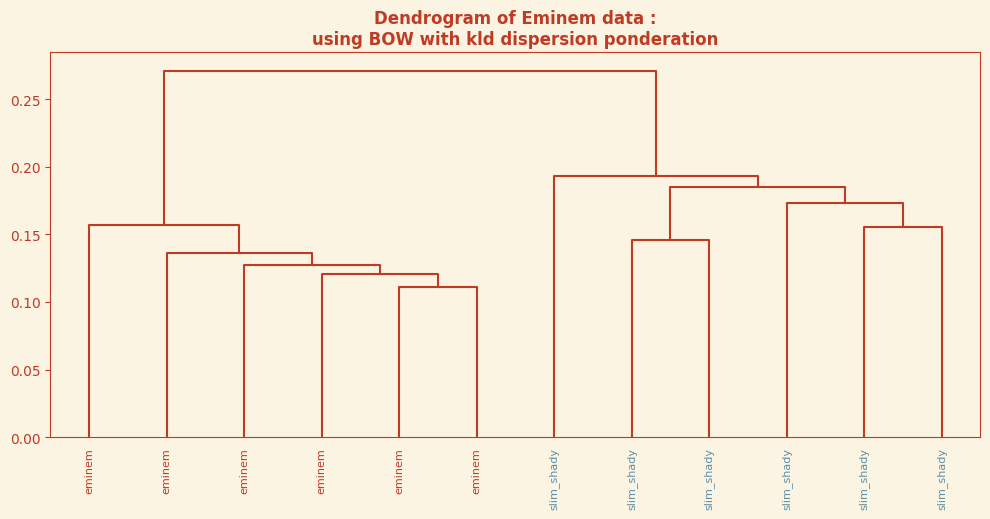 Dendrogram of Eminem data :
using BOW with kld dispersion ponderation
0.25
0.20
0.15
0.10
0.05
0.00
eminem
eminem
eminem
eminem
eminem
eminem
slim_shady
slim_shady
slim_shady
slim_shady
slim_shady
slim_shady